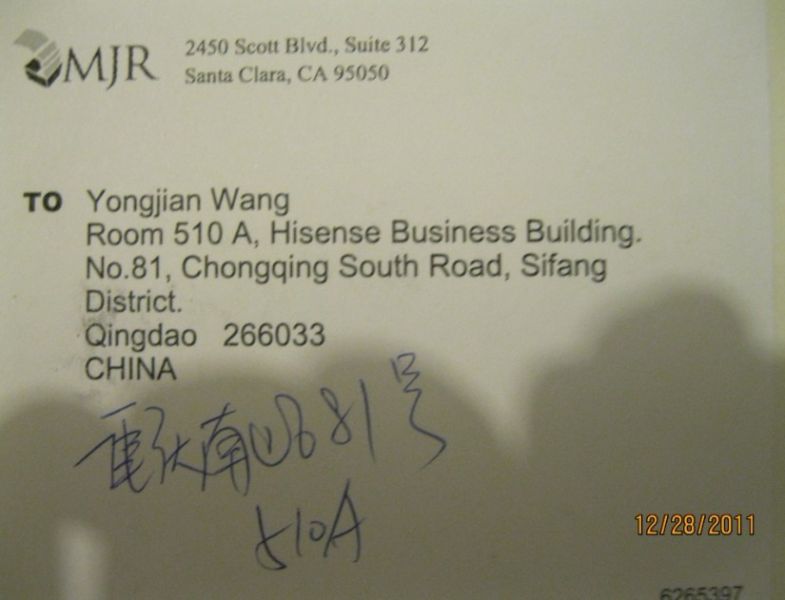 MJR
2450 Scott Blvd., Suite 312
Santa Clara, CA 95050
TO Yongjian Wang
Room 510 A, Hisense Business Building.
No.81, Chongqing South Road, Sifang
District.
Qingdao 266033
CHINA
重庆南路81号
510A
12/28/2011
6265397